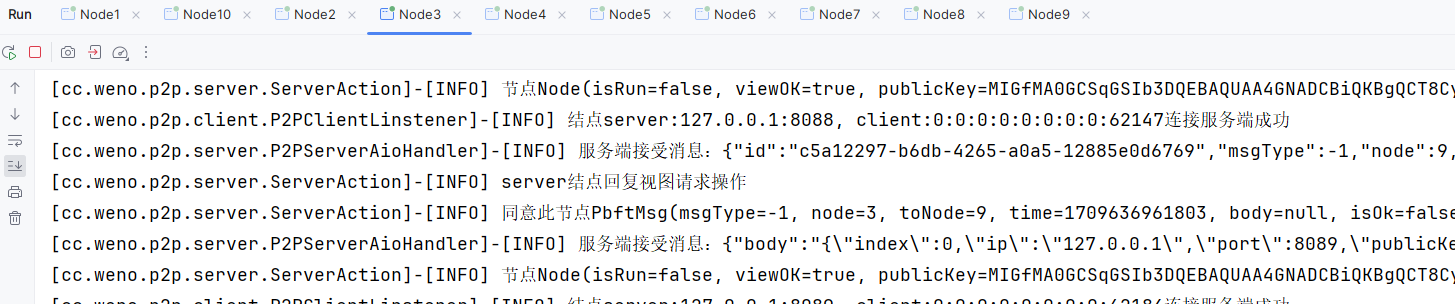 Run Node1 Node10 Node2 Node3 Node4 Node5 Node6 Node7 Node8 Node9
[cc.weno.p2p.server.ServerAction]-[INFO] 节点Node(isRun=false, viewOK=true, publicKey=MIGfMA0GCSqGSIb3DQEBAQUAA4GNADCBiQKBgQCT8Cy
[cc.weno.p2p.client.P2PClientLinstener]-[INFO] 结点server:127.0.0.1:8088, client:0:0:0:0:0:0:0:0:62147连接服务端成功
[cc.weno.p2p.server.P2PServerAioHandler]-[INFO] 服务端接受消息：{"id":"c5a12297-b6db-4265-a0a5-12885e0d6769","msgType":-1,"node":9,
[cc.weno.p2p.server.ServerAction]-[INFO] server结点回复视图请求操作
[cc.weno.p2p.server.ServerAction]-[INFO] 同意此节点PbftMsg(msgType=-1, node=3, toNode=9, time=1709636961803, body=null, isOk=false
[cc.weno.p2p.server.P2PServerAioHandler]-[INFO] 服务端接受消息：{"body":"{\"index\":0,\"ip\":\"127.0.0.1\",\"port\":8089,\"publicKe
[cc.weno.p2p.server.ServerAction]-[INFO] 节点Node(isRun=false, viewOK=true, publicKey=MIGfMA0GCSqGSIb3DQEBAQUAA4GNADCBiQKBgQCT8Cy